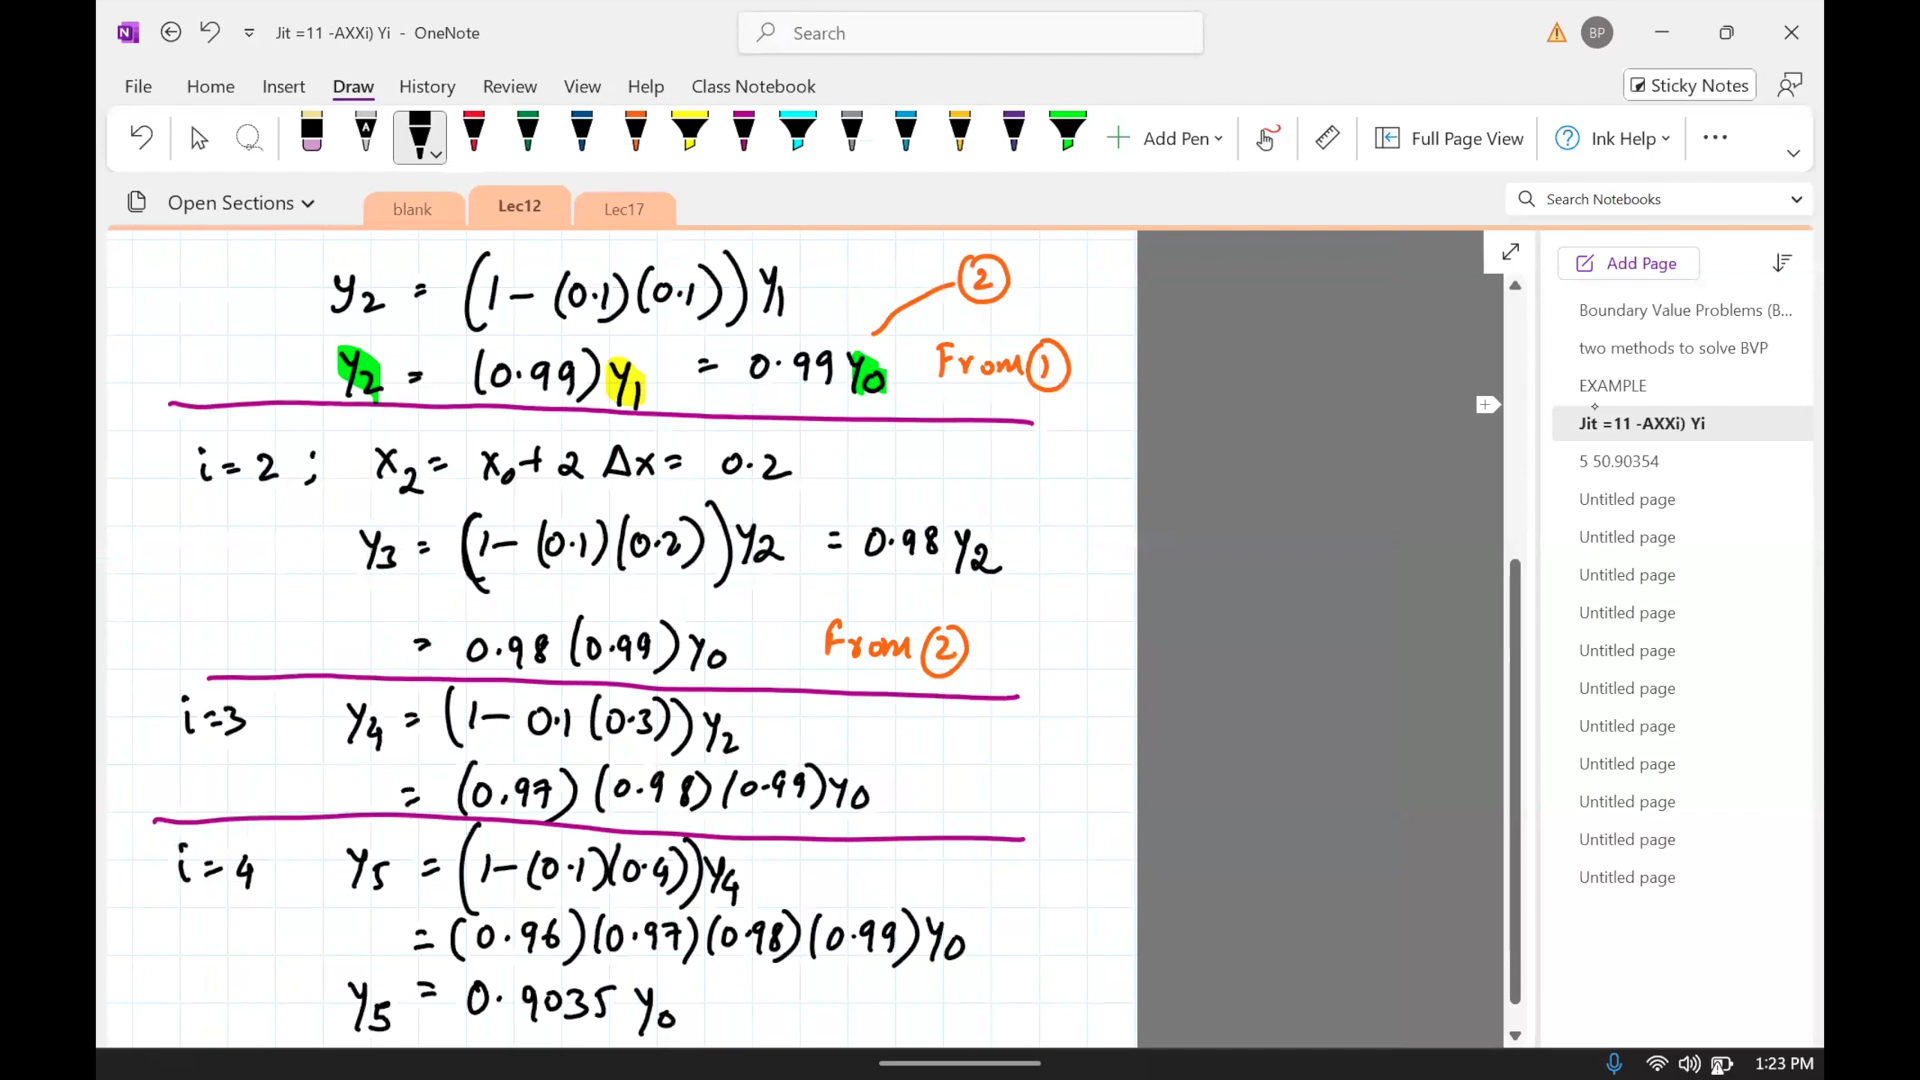 Jit =11 -AXXi) Yi - OneNote
Search
BP
File Home Insert Draw History Review View Help Class Notebook
Sticky Notes
A
Add Pen
Full Page View
Ink Help
Open Sections
blank
Lec12
Lec17
Search Notebooks
y2 = (1 - (0.1)(0.1)) y1
2
y2 = (0.99) y1 = 0.99 y0 From 1
i = 2 ; x2 = x0 + 2 Δx = 0.2
y3 = (1 - (0.1)(0.2)) y2 = 0.98 y2
= 0.98 (0.99) y0 From 2
i = 3 y4 = (1 - 0.1 (0.3)) y2
= (0.97) (0.98) (0.99) y0
i = 4 y5 = (1 - (0.1)(0.4)) y4
= (0.96)(0.97)(0.98)(0.99) y0
y5 = 0.9035 y0
Add Page
Boundary Value Problems (B...
two methods to solve BVP
EXAMPLE
Jit =11 -AXXi) Yi
5 50.90354
Untitled page
Untitled page
Untitled page
Untitled page
Untitled page
Untitled page
Untitled page
Untitled page
Untitled page
Untitled page
Untitled page
1:23 PM